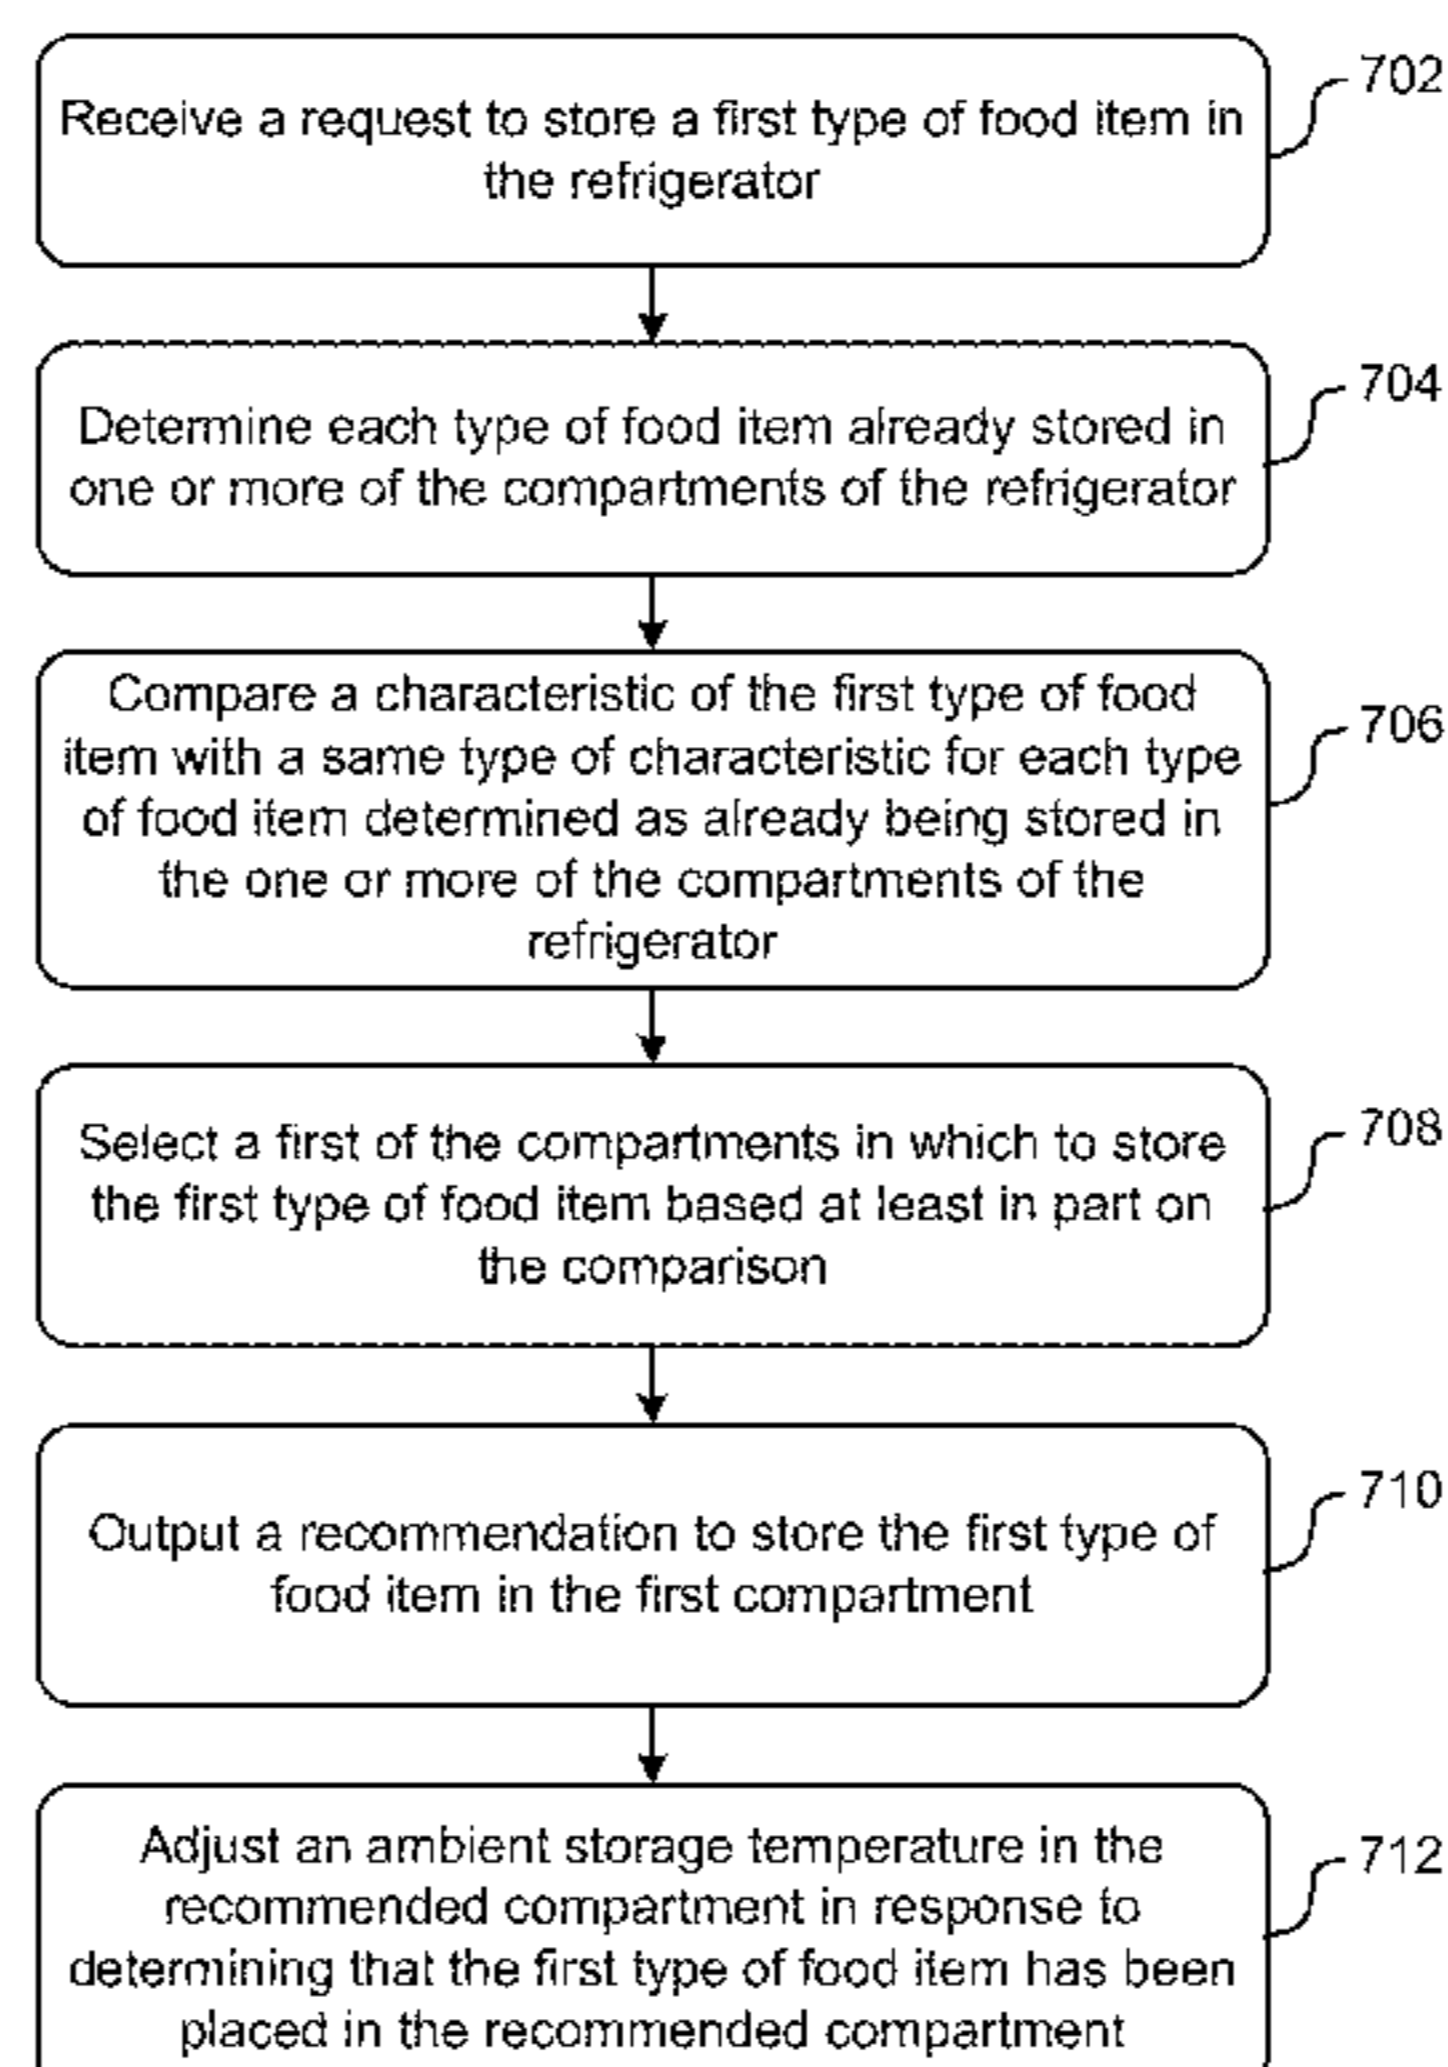 Receive a request to store a first type of food item in
the refrigerator
702
Determine each type of food item already stored in
one or more of the compartments of the refrigerator
704
Compare a characteristic of the first type of food
item with a same type of characteristic for each type
of food item determined as already being stored in
the one or more of the compartments of the
refrigerator
706
Select a first of the compartments in which to store
the first type of food item based at least in part on
the comparison
708
Output a recommendation to store the first type of
food item in the first compartment
710
Adjust an ambient storage temperature in the
recommended compartment in response to
determining that the first type of food item has been
placed in the recommended compartment
712